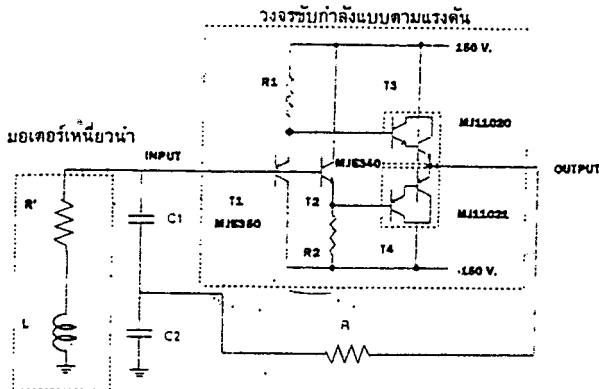 วงจรขับกำลังแบบตามแรงดัน
150 V.
R1
T3
MJ11020
มอเตอร์เหนี่ยวนำ
INPUT
MJE340
OUTPUT
R'
C1
T1
T2
MJE350
MJ11021
R2
T4
-150 V.
L
C2
R